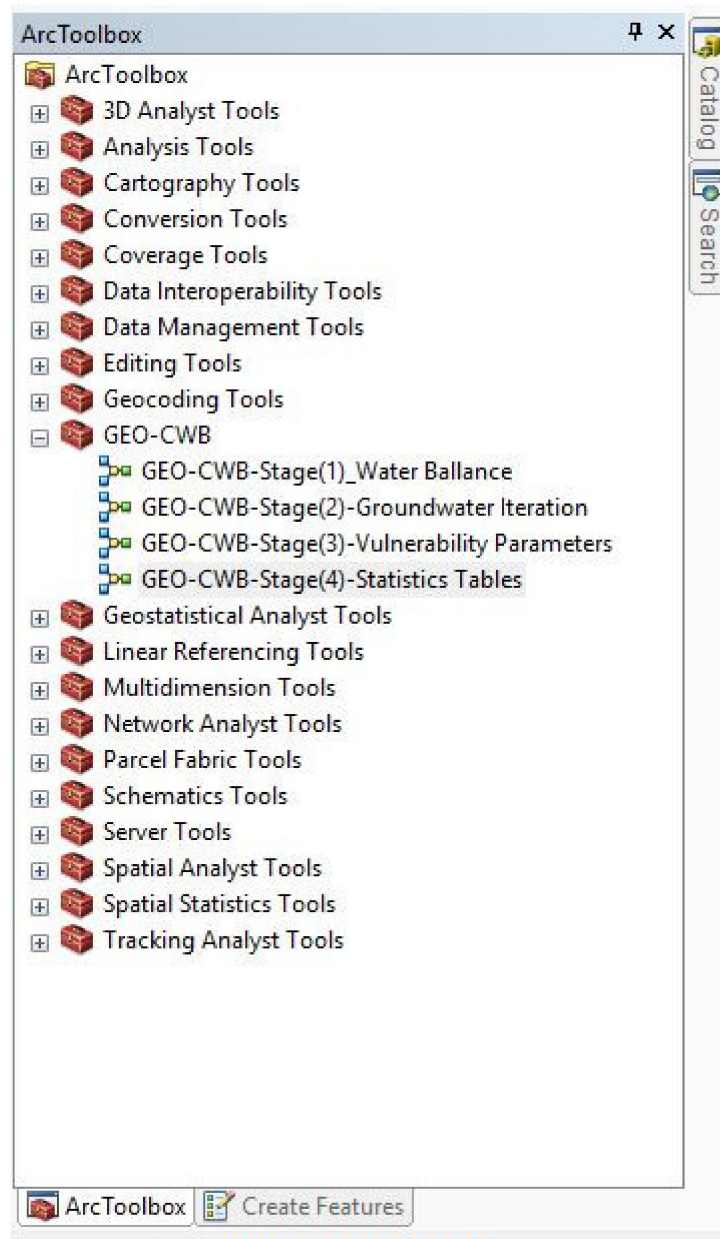 ArcToolbox
ArcToolbox
3D Analyst Tools
Analysis Tools
Cartography Tools
Conversion Tools
Coverage Tools
Data Interoperability Tools
Data Management Tools
Editing Tools
Geocoding Tools
GEO-CWB
GEO-CWB-Stage(1)_Water Ballance
GEO-CWB-Stage(2)-Groundwater Iteration
GEO-CWB-Stage(3)-Vulnerability Parameters
GEO-CWB-Stage(4)-Statistics Tables
Geostatistical Analyst Tools
Linear Referencing Tools
Multidimension Tools
Network Analyst Tools
Parcel Fabric Tools
Schematics Tools
Server Tools
Spatial Analyst Tools
Spatial Statistics Tools
Tracking Analyst Tools
ArcToolbox Create Features
Catalog
Search